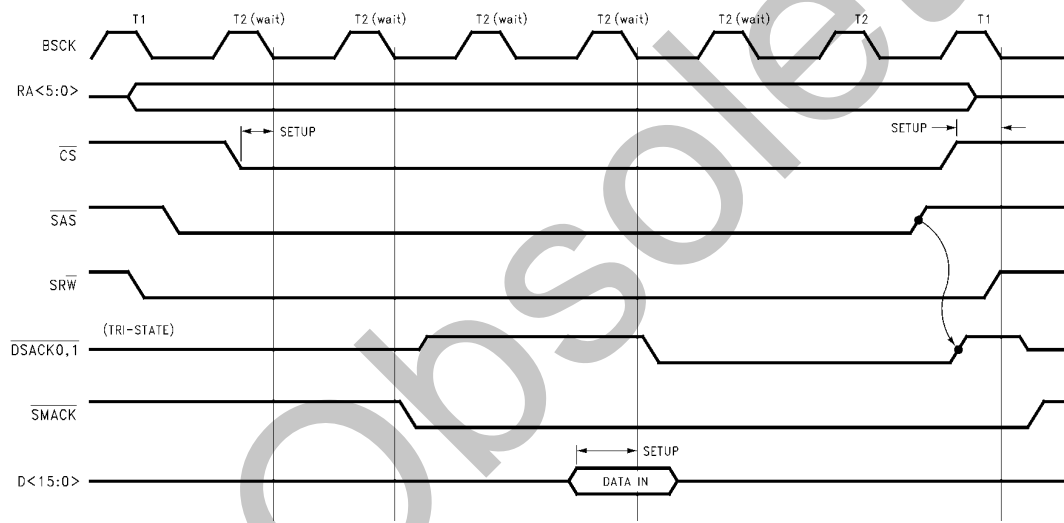 T1 T2 (wait) T2 (wait) T2 (wait) T2 (wait) T2 (wait) T2 T1
BSCK
RA<5:0>
SETUP SETUP
CS
SAS
SRW
(TRI-STATE)
DSACK0,1
SMACK
SETUP
D<15:0> DATA IN
Obsolete